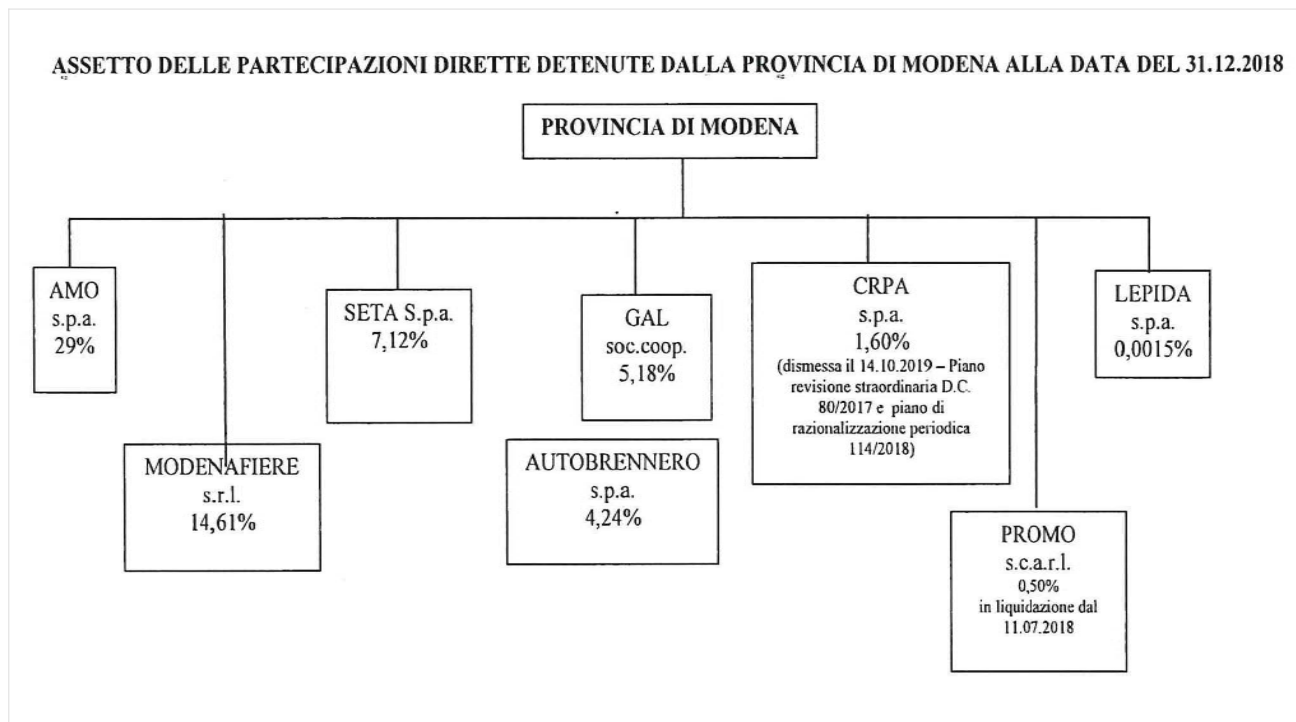 ASSETTO DELLE PARTECIPAZIONI DIRETTE DETENUTE DALLA PROVINCIA DI MODENA ALLA DATA DEL 31.12.2018
PROVINCIA DI MODENA
AMO
s.p.a.
29%
MODENAFIERE
s.r.l.
14,61%
SETA S.p.a.
7,12%
GAL
soc.coop.
5,18%
AUTOBRENNERO
s.p.a.
4,24%
CRPA
s.p.a.
1,60%
(dismessa il 14.10.2019 – Piano
revisione straordinaria D.C.
80/2017 e piano di
razionalizzazione periodica
114/2018)
PROMO
s.c.a.r.l.
0,50%
in liquidazione dal
11.07.2018
LEPIDA
s.p.a.
0,0015%